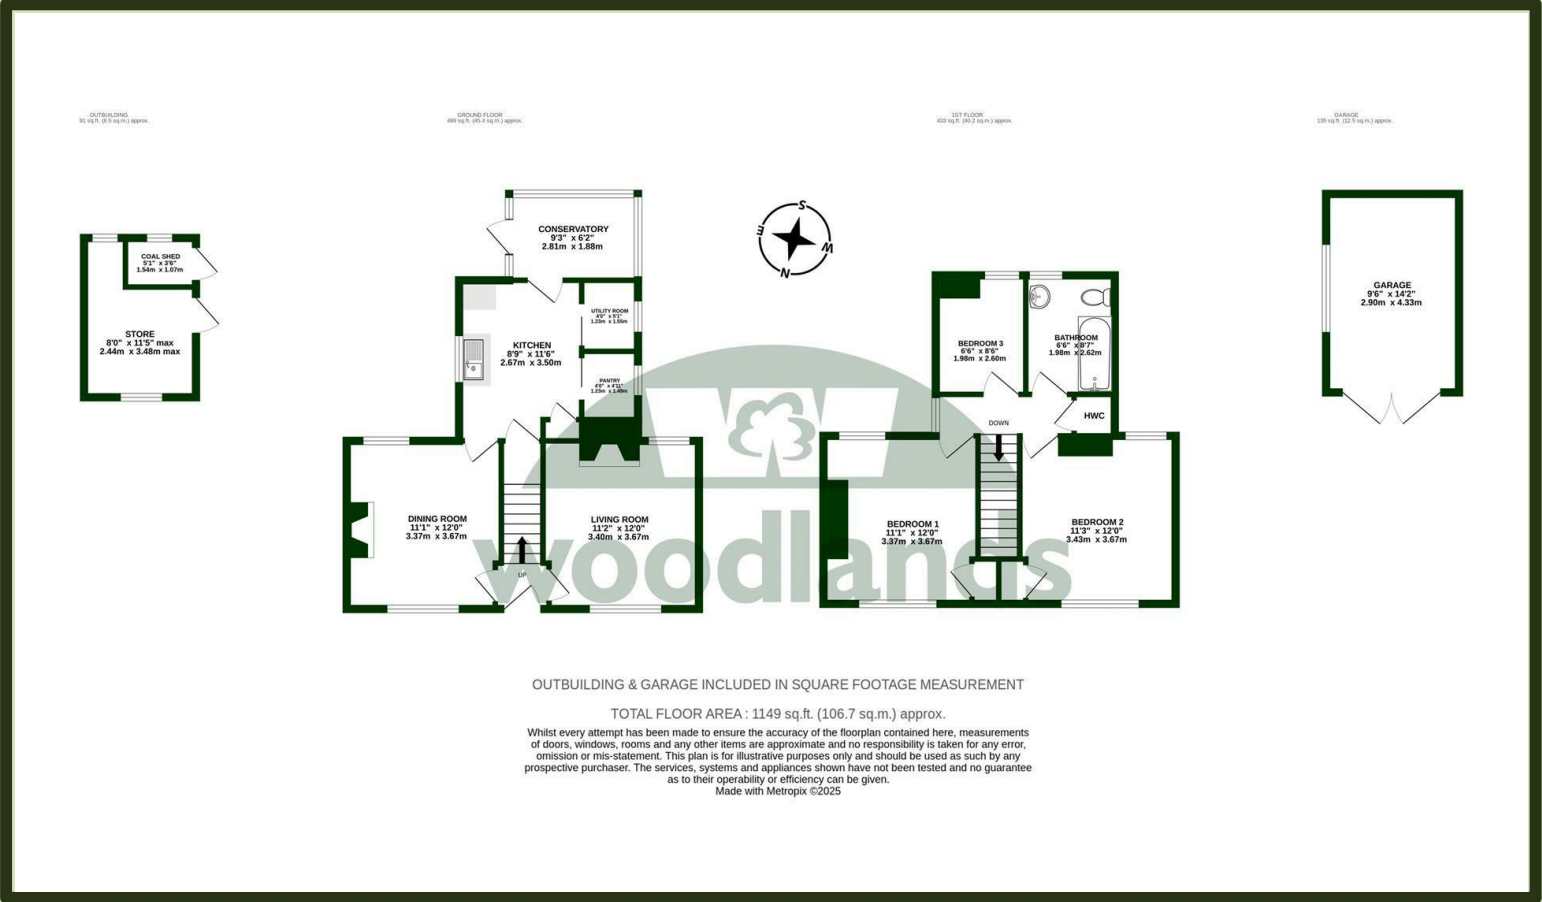 OUTBUILDING
91 sq.ft. (8.5 sq.m.) approx.
GROUND FLOOR
489 sq.ft. (45.4 sq.m.) approx.
1ST FLOOR
433 sq.ft. (40.2 sq.m.) approx.
GARAGE
135 sq.ft. (12.5 sq.m.) approx.
COAL SHED
5'1" x 3'6"
1.54m x 1.07m
STORE
8'0" x 11'5" max
2.44m x 3.48m max
CONSERVATORY
9'3" x 6'2"
2.81m x 1.88m
UTILITY ROOM
4'0" x 5'1"
1.23m x 1.55m
KITCHEN
8'9" x 11'6"
2.67m x 3.50m
PANTRY
4'0" x 4'11"
1.23m x 1.49m
DINING ROOM
11'1" x 12'0"
3.37m x 3.67m
LIVING ROOM
11'2" x 12'0"
3.40m x 3.67m
UP
S
E
W
N
BEDROOM 3
6'6" x 8'6"
1.98m x 2.60m
BATHROOM
6'6" x 8'7"
1.98m x 2.62m
HWC
DOWN
BEDROOM 1
11'1" x 12'0"
3.37m x 3.67m
BEDROOM 2
11'3" x 12'0"
3.43m x 3.67m
GARAGE
9'6" x 14'2"
2.90m x 4.33m
woodlands
OUTBUILDING & GARAGE INCLUDED IN SQUARE FOOTAGE MEASUREMENT
TOTAL FLOOR AREA : 1149 sq.ft. (106.7 sq.m.) approx.
Whilst every attempt has been made to ensure the accuracy of the floorplan contained here, measurements
of doors, windows, rooms and any other items are approximate and no responsibility is taken for any error,
omission or mis-statement. This plan is for illustrative purposes only and should be used as such by any
prospective purchaser. The services, systems and appliances shown have not been tested and no guarantee
as to their operability or efficiency can be given.
Made with Metropix ©2025